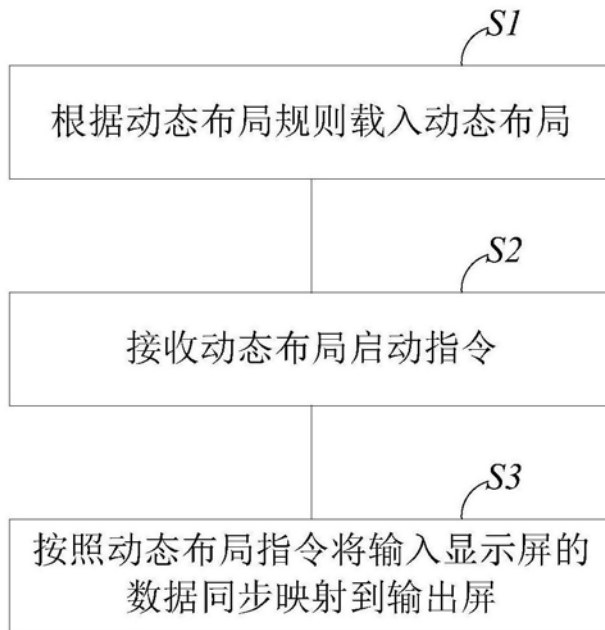 S1
根据动态布局规则载入动态布局
S2
接收动态布局启动指令
S3
按照动态布局指令将输入显示屏的
数据同步映射到输出屏